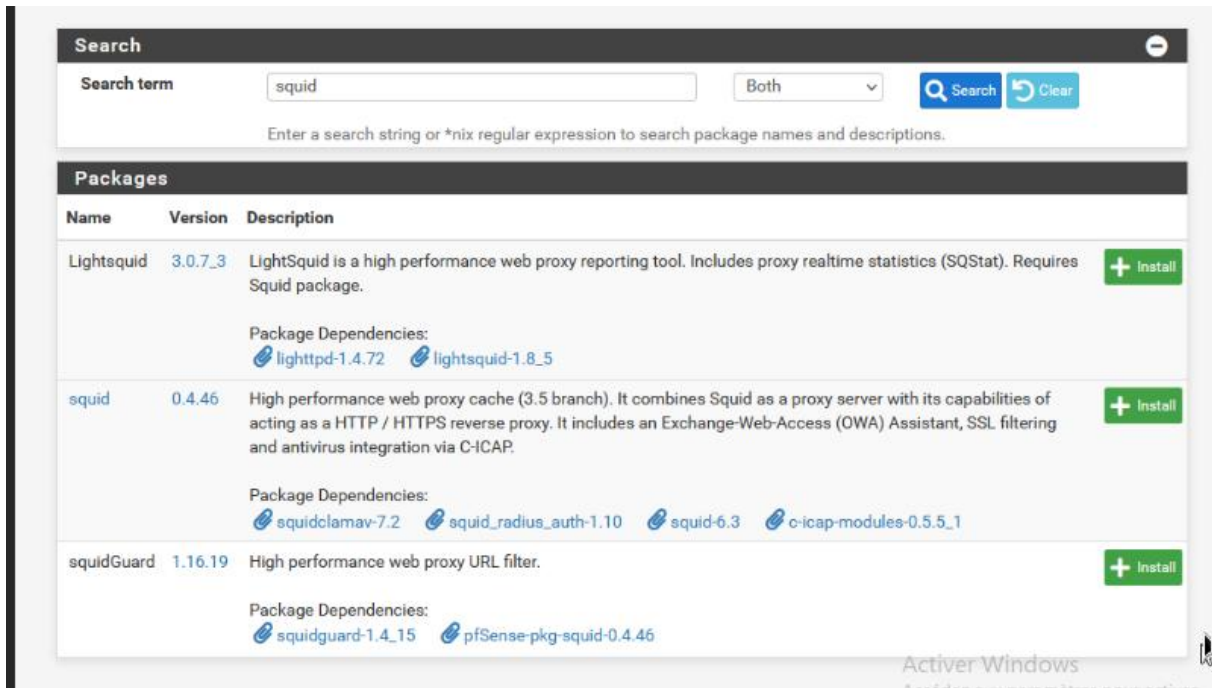 Search
Search term squid Both Search Clear
Enter a search string or *nix regular expression to search package names and descriptions.
Packages
Name Version Description
Lightsquid 3.0.7_3 LightSquid is a high performance web proxy reporting tool. Includes proxy realtime statistics (SQStat). Requires Install
Squid package.
Package Dependencies:
lighttpd-1.4.72 lightsquid-1.8_5
squid 0.4.46 High performance web proxy cache (3.5 branch). It combines Squid as a proxy server with its capabilities of Install
acting as a HTTP / HTTPS reverse proxy. It includes an Exchange-Web-Access (OWA) Assistant, SSL filtering
and antivirus integration via C-ICAP.
Package Dependencies:
squidclamav-7.2 squid_radius_auth-1.10 squid-6.3 c-icap-modules-0.5.5_1
squidGuard 1.16.19 High performance web proxy URL filter. Install
Package Dependencies:
squidguard-1.4_15 pfSense-pkg-squid-0.4.46
Activer Windows